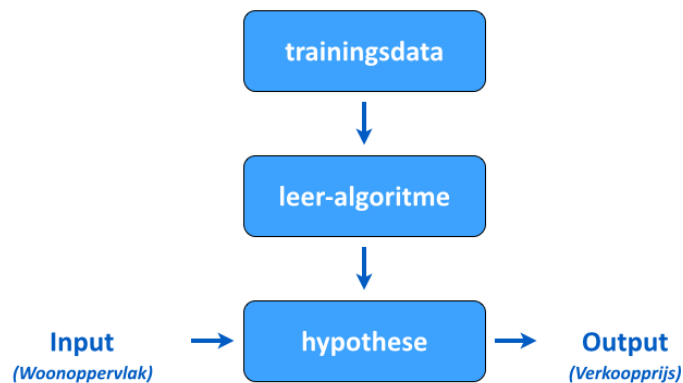 trainingsdata
leer-algoritme
hypothese
Input
(Woonoppervlak)
Output
(Verkoopprijs)